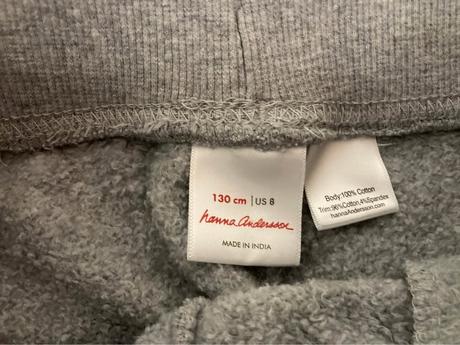 130 cm | US 8
hanna Andersson
MADE IN INDIA
Body:100% Cotton
Trim:96%Cotton,4%Spandex
hannaAndersson.com